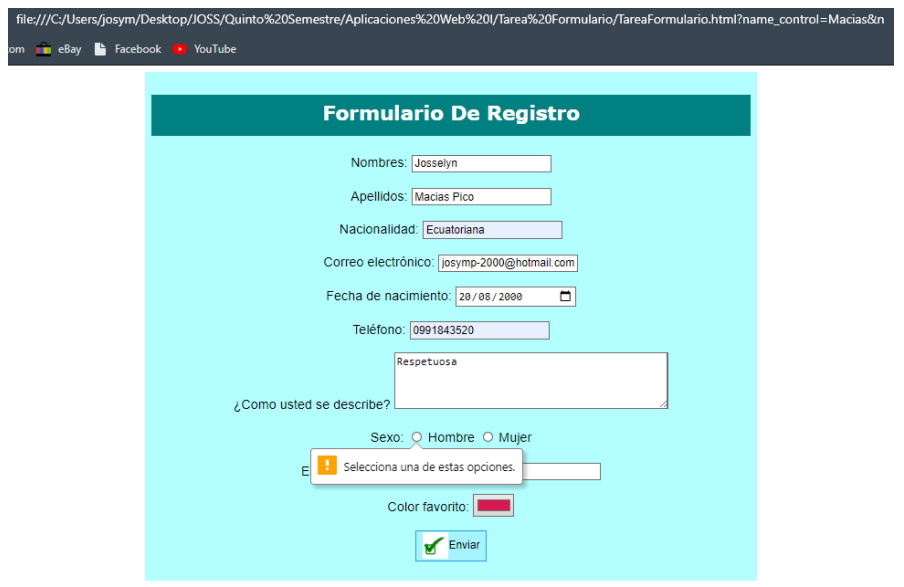 file:///C:/Users/josym/Desktop/JOSS/Quinto%20Semestre/Aplicaciones%20Web%20I/Tarea%20Formulario/TareaFormulario.html?name_control=Macias&n
om eBay Facebook YouTube
Formulario De Registro
Nombres: Josselyn
Apellidos: Macias Pico
Nacionalidad: Ecuatoriana
Correo electrónico: josymp-2000@hotmail.com
Fecha de nacimiento: 20/08/2000
Teléfono: 0991843520
Respetuosa
¿Como usted se describe?
Sexo: Hombre Mujer
E
! Selecciona una de estas opciones.
Color favorito:
Enviar